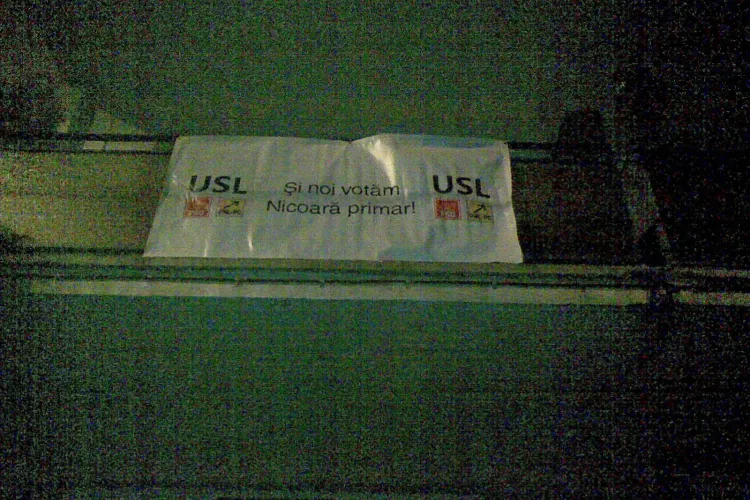 USL
Și noi votăm
Nicoară primar!
USL